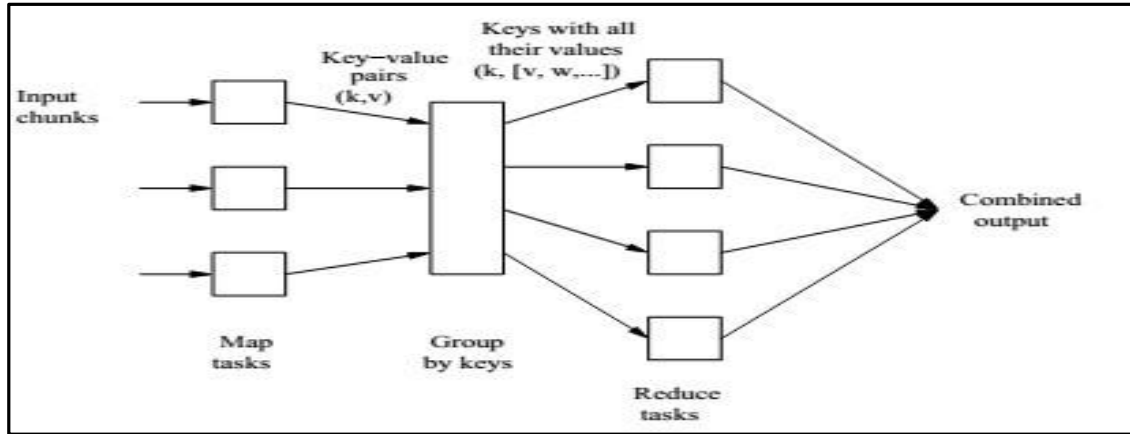 Input
chunks
Key−value
pairs
(k,v)
Keys with all
their values
(k, [v, w,...])
Combined
output
Map
tasks
Group
by keys
Reduce
tasks